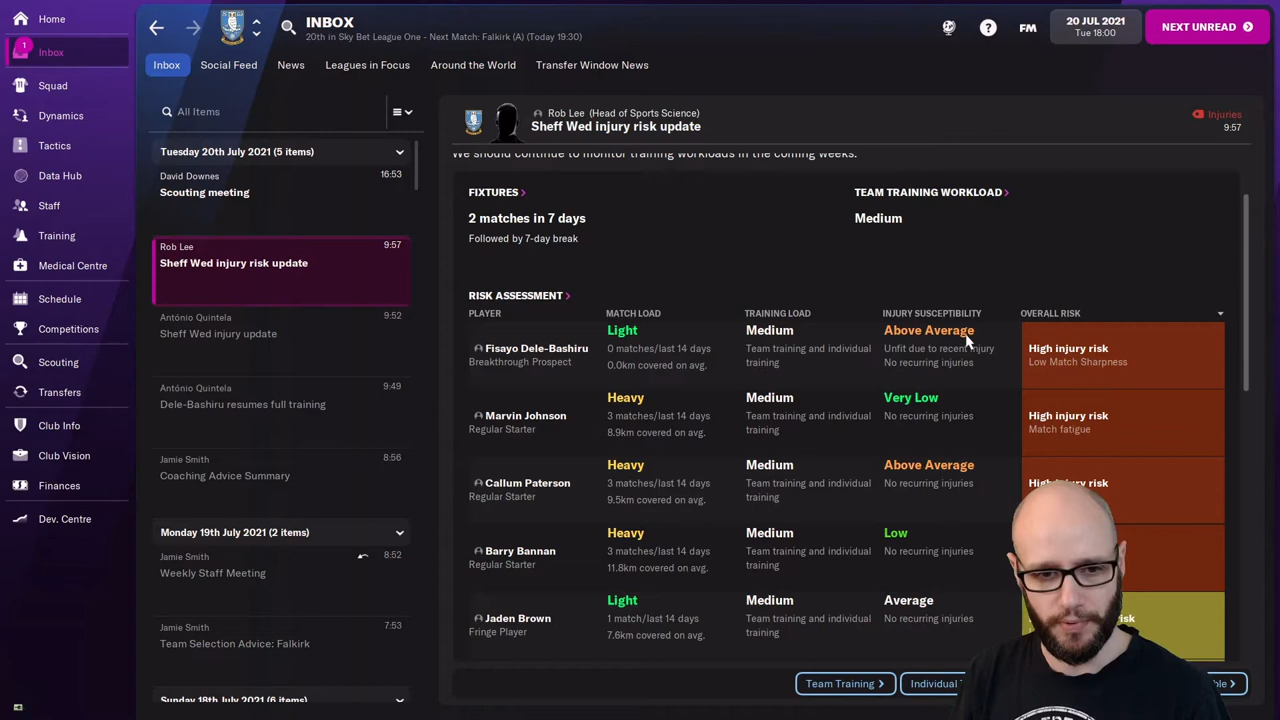 Home
INBOX
20th in Sky Bet League One - Next Match: Falkirk (A) (Today 19:30)
FM
20 JUL 2021
Tue 18:00
NEXT UNREAD
1
Inbox
Inbox
Social Feed
News
Leagues in Focus
Around the World
Transfer Window News
Squad
Dynamics
Tactics
Data Hub
Staff
Training
Medical Centre
Schedule
Competitions
Scouting
Transfers
Club Info
Club Vision
Finances
Dev. Centre
All Items
Tuesday 20th July 2021 (5 items)
David Downes
16:53
Scouting meeting
Rob Lee
9:57
Sheff Wed injury risk update
António Quintela
9:52
Sheff Wed injury update
António Quintela
9:49
Dele-Bashiru resumes full training
Jamie Smith
8:56
Coaching Advice Summary
Monday 19th July 2021 (2 items)
Jamie Smith
8:52
Weekly Staff Meeting
Jamie Smith
7:53
Team Selection Advice: Falkirk
Sunday 18th July 2021 (6 items)
Rob Lee (Head of Sports Science)
Sheff Wed injury risk update
Injuries
9:57
We should continue to monitor training workloads in the coming weeks.
FIXTURES
TEAM TRAINING WORKLOAD
2 matches in 7 days
Medium
Followed by 7-day break
RISK ASSESSMENT
PLAYER
MATCH LOAD
TRAINING LOAD
INJURY SUSCEPTIBILITY
OVERALL RISK
Fisayo Dele-Bashiru
Breakthrough Prospect
Light
0 matches/last 14 days
0.0km covered on avg.
Medium
Team training and individual
training
Above Average
Unfit due to recent injury
No recurring injuries
High injury risk
Low Match Sharpness
Marvin Johnson
Regular Starter
Heavy
3 matches/last 14 days
8.9km covered on avg.
Medium
Team training and individual
training
Very Low
No recurring injuries
High injury risk
Match fatigue
Callum Paterson
Regular Starter
Heavy
3 matches/last 14 days
9.5km covered on avg.
Medium
Team training and individual
training
Above Average
No recurring injuries
High injury risk
Barry Bannan
Regular Starter
Heavy
3 matches/last 14 days
11.8km covered on avg.
Medium
Team training and individual
training
Low
No recurring injuries
Jaden Brown
Fringe Player
Light
1 match/last 14 days
7.6km covered on avg.
Medium
Team training and individual
training
Average
No recurring injuries
Team Training
Individual